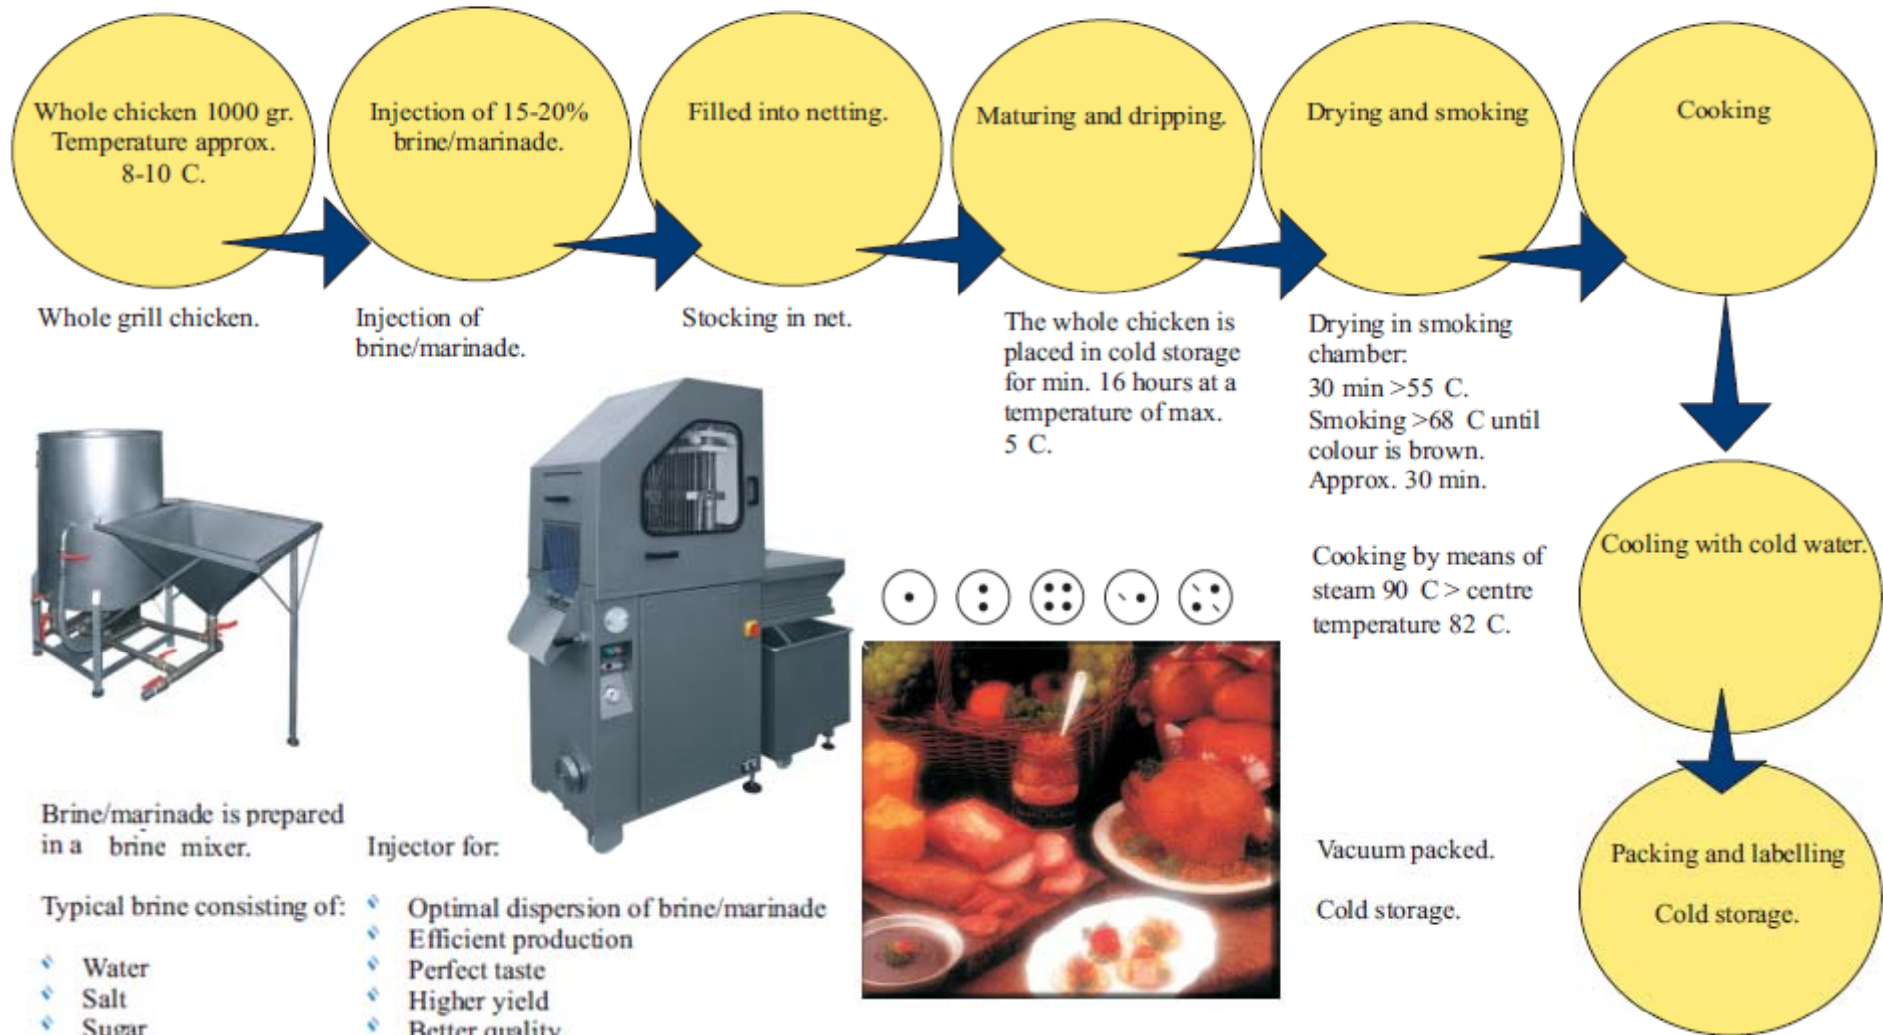 Whole chicken 1000 gr.
Temperature approx.
8-10 C.
Injection of 15-20%
brine/marinade.
Filled into netting.
Maturing and dripping.
Drying and smoking
Cooking
Whole grill chicken.
Injection of
brine/marinade.
Stocking in net.
The whole chicken is
placed in cold storage
for min. 16 hours at a
temperature of max.
5 C.
Drying in smoking
chamber:
30 min >55 C.
Smoking >68 C until
colour is brown.
Approx. 30 min.
Cooking by means of
steam 90 C > centre
temperature 82 C.
Cooling with cold water.
Brine/marinade is prepared
in a brine mixer.
Typical brine consisting of:
Water
Salt
Sugar
Injector for:
Optimal dispersion of brine/marinade
Efficient production
Perfect taste
Higher yield
Better quality
Vacuum packed.
Cold storage.
Packing and labelling
Cold storage.